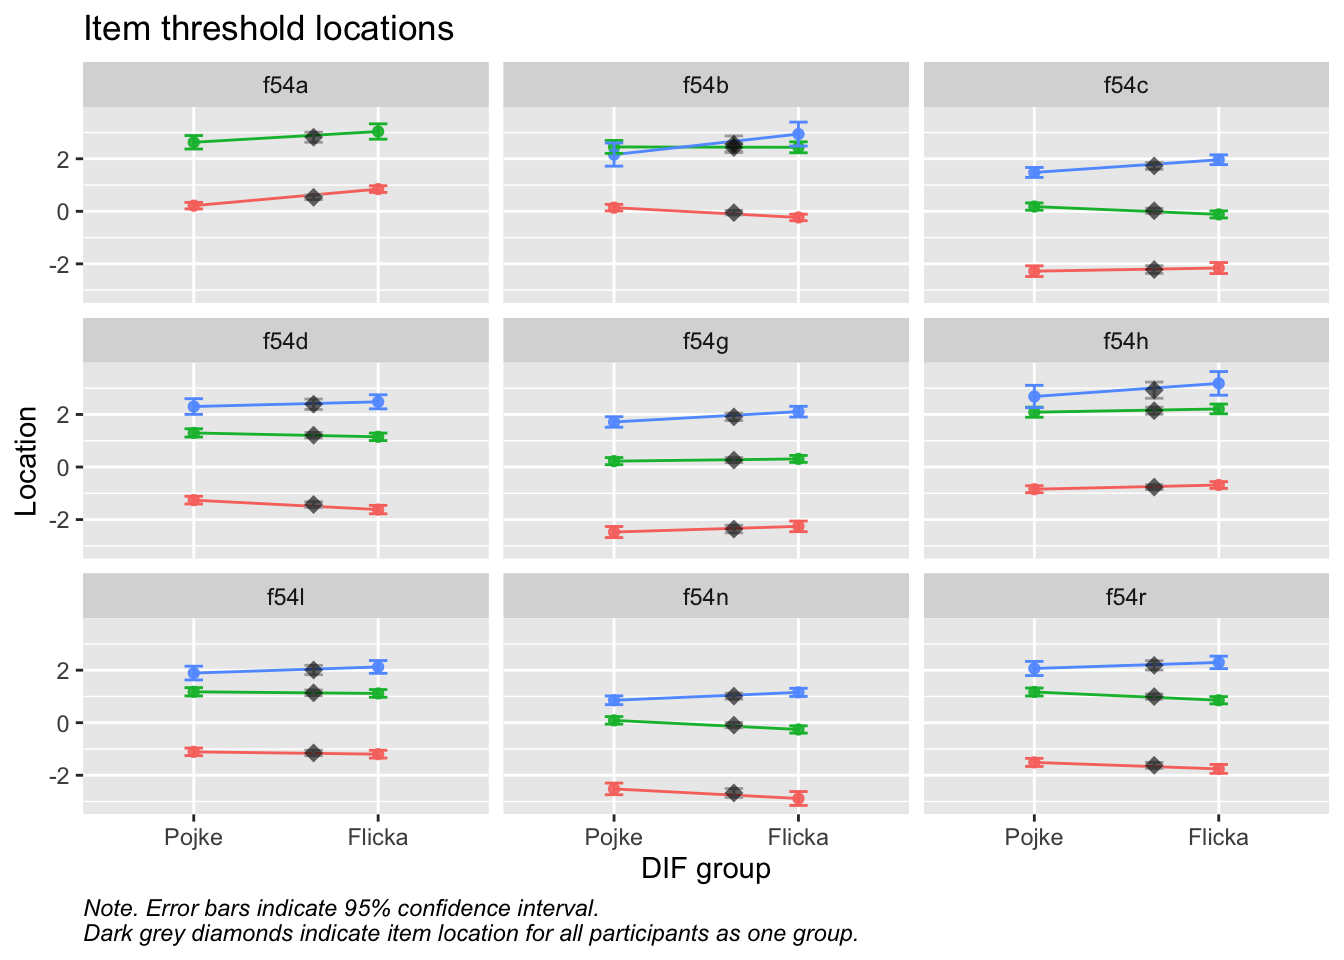 Item threshold locations
f54a
f54b
f54c
2
0
-2
f54d
f54g
f54h
2
0
-2
Location
f54l
f54n
f54r
2
0
-2
Pojke
Flicka
Pojke
Flicka
Pojke
Flicka
DIF group
Note. Error bars indicate 95% confidence interval.
Dark grey diamonds indicate item location for all participants as one group.